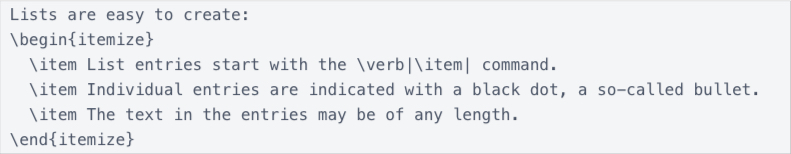 Lists are easy to create:
\begin{itemize}
  \item List entries start with the \verb|\item| command.
  \item Individual entries are indicated with a black dot, a so-called bullet.
  \item The text in the entries may be of any length.
\end{itemize}